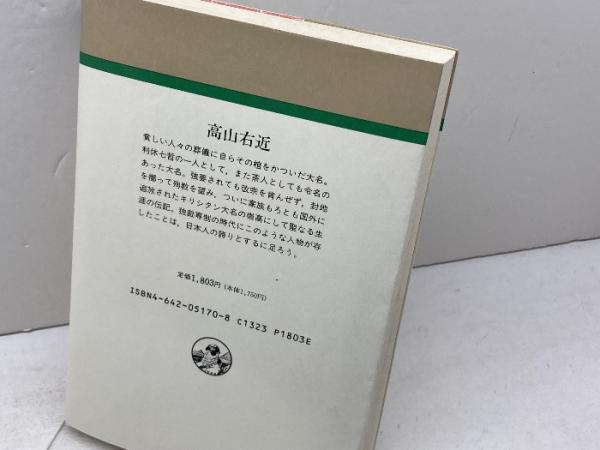 高山右近
貧しい人々の葬儀に自らその棺をかついだ大名。
利休七哲の一人として，また茶人としても令名の
あった大名。強要されても改宗を肯んぜず，封地
を擲って殉教を望み，ついに家族もろとも国外に
追放されたキリシタン大名の崇高にして聖なる生
涯の伝記。独裁専制の時代にこのような人物が存
したことは，日本人の誇りとするに足ろう。
定価1,803円（本体1,750円）
ISBN4-642-05170-8 C1323 P1803E